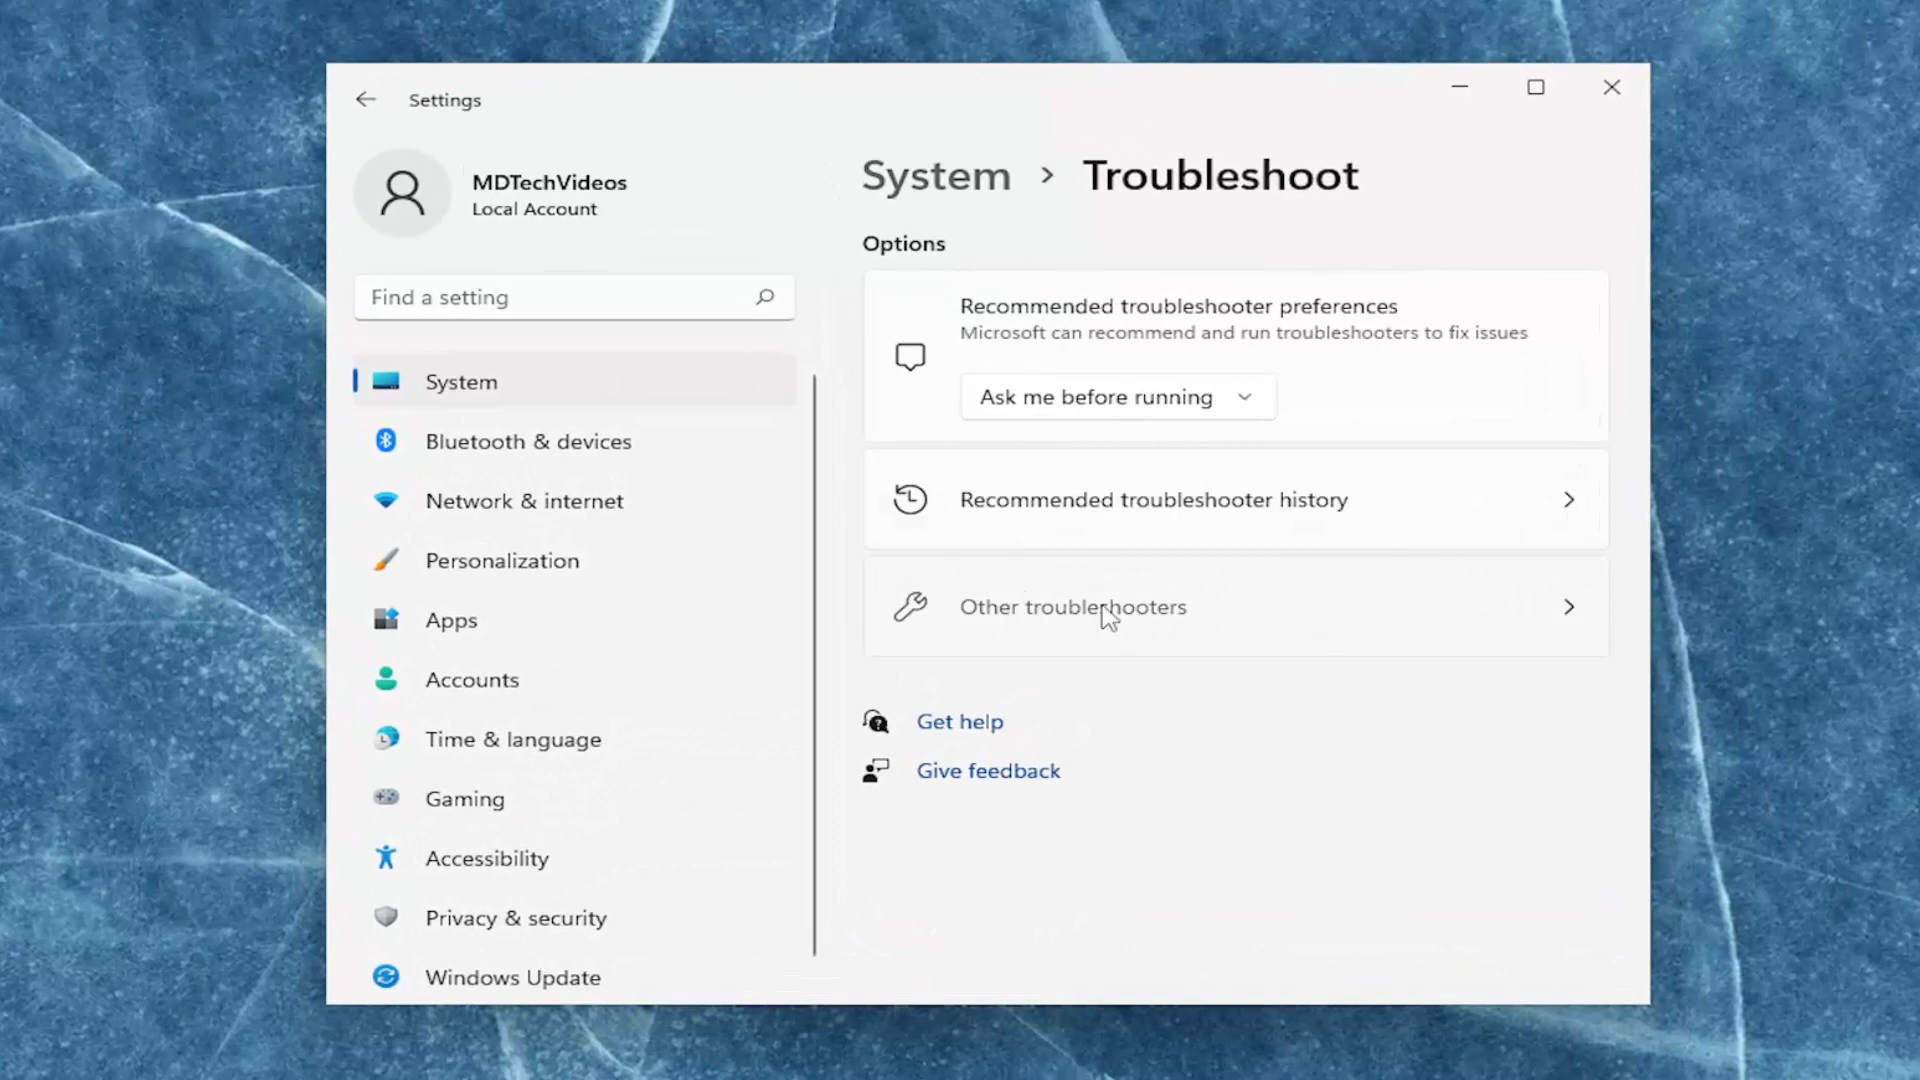 Settings
MDTechVideos
Local Account
Find a setting
System
Bluetooth & devices
Network & internet
Personalization
Apps
Accounts
Time & language
Gaming
Accessibility
Privacy & security
Windows Update
System > Troubleshoot
Options
Recommended troubleshooter preferences
Microsoft can recommend and run troubleshooters to fix issues
Ask me before running
Recommended troubleshooter history
Other troubleshooters
Get help
Give feedback